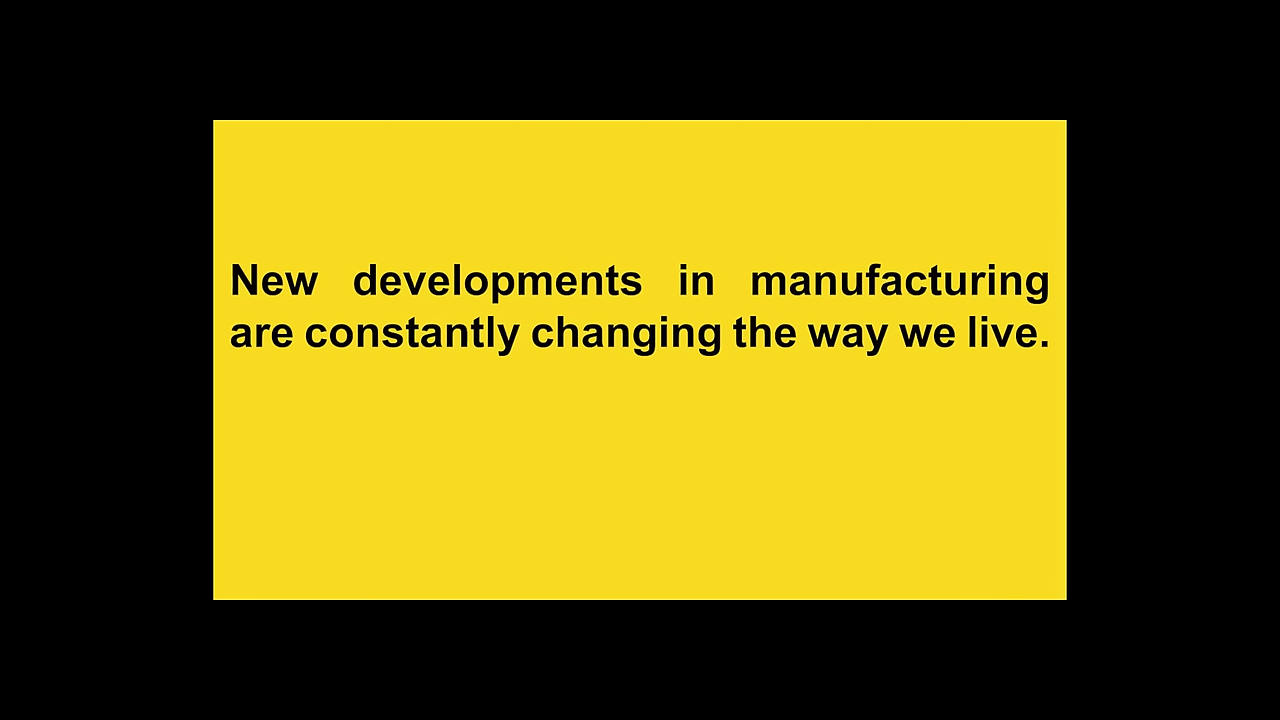 New developments in manufacturing
are constantly changing the way we live.